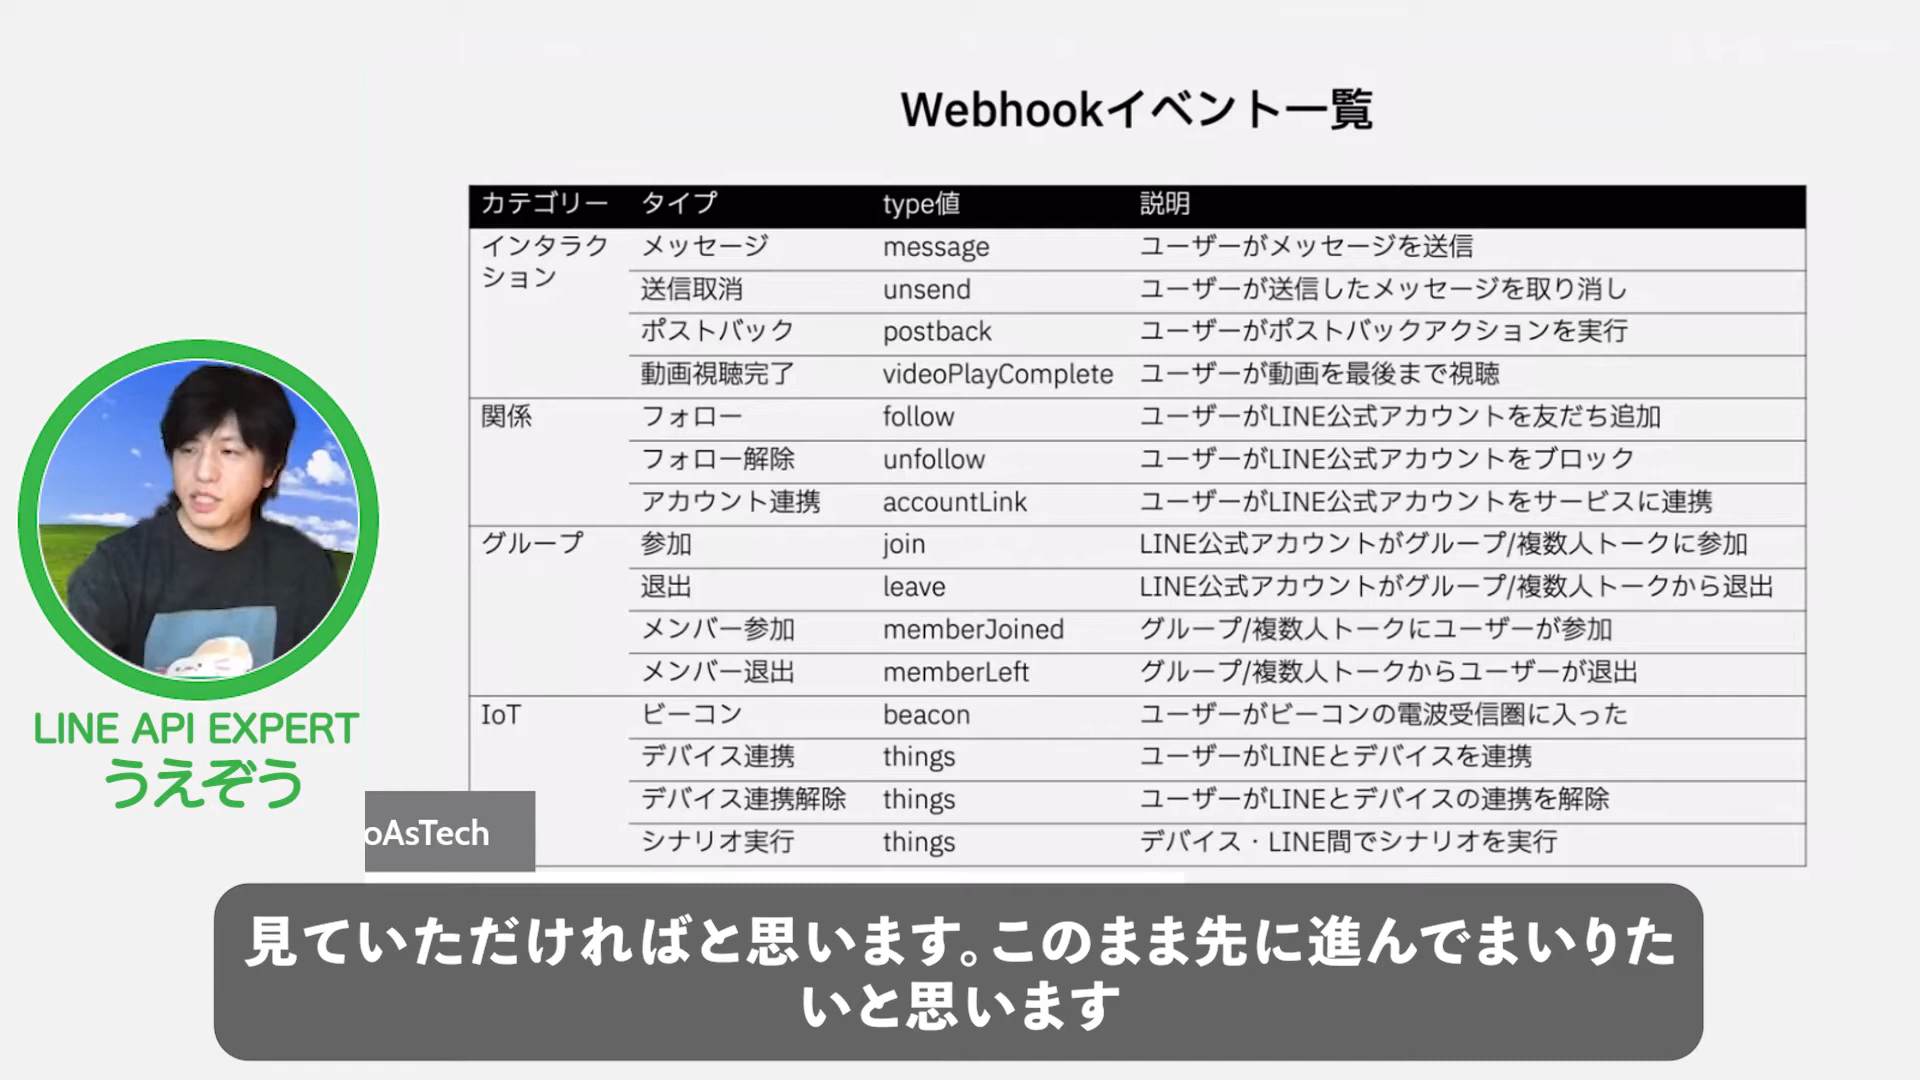 Webhookイベント一覧
カテゴリー タイプ type値 説明
インタラク メッセージ message ユーザーがメッセージを送信
ション
送信取消 unsend ユーザーが送信したメッセージを取り消し
ポストバック postback ユーザーがポストバックアクションを実行
動画視聴完了 videoPlayComplete ユーザーが動画を最後まで視聴
関係 フォロー follow ユーザーがLINE公式アカウントを友だち追加
フォロー解除 unfollow ユーザーがLINE公式アカウントをブロック
アカウント連携 accountLink ユーザーがLINE公式アカウントをサービスに連携
グループ 参加 join LINE公式アカウントがグループ/複数人トークに参加
退出 leave LINE公式アカウントがグループ/複数人トークから退出
メンバー参加 memberJoined グループ/複数人トークにユーザーが参加
メンバー退出 memberLeft グループ/複数人トークからユーザーが退出
IoT ビーコン beacon ユーザーがビーコンの電波受信圏に入った
デバイス連携 things ユーザーがLINEとデバイスを連携
デバイス連携解除 things ユーザーがLINEとデバイスの連携を解除
シナリオ実行 things デバイス・LINE間でシナリオを実行
LINE API EXPERT
うえぞう
oAsTech
見ていただければと思います。このまま先に進んでまいりた
いと思います